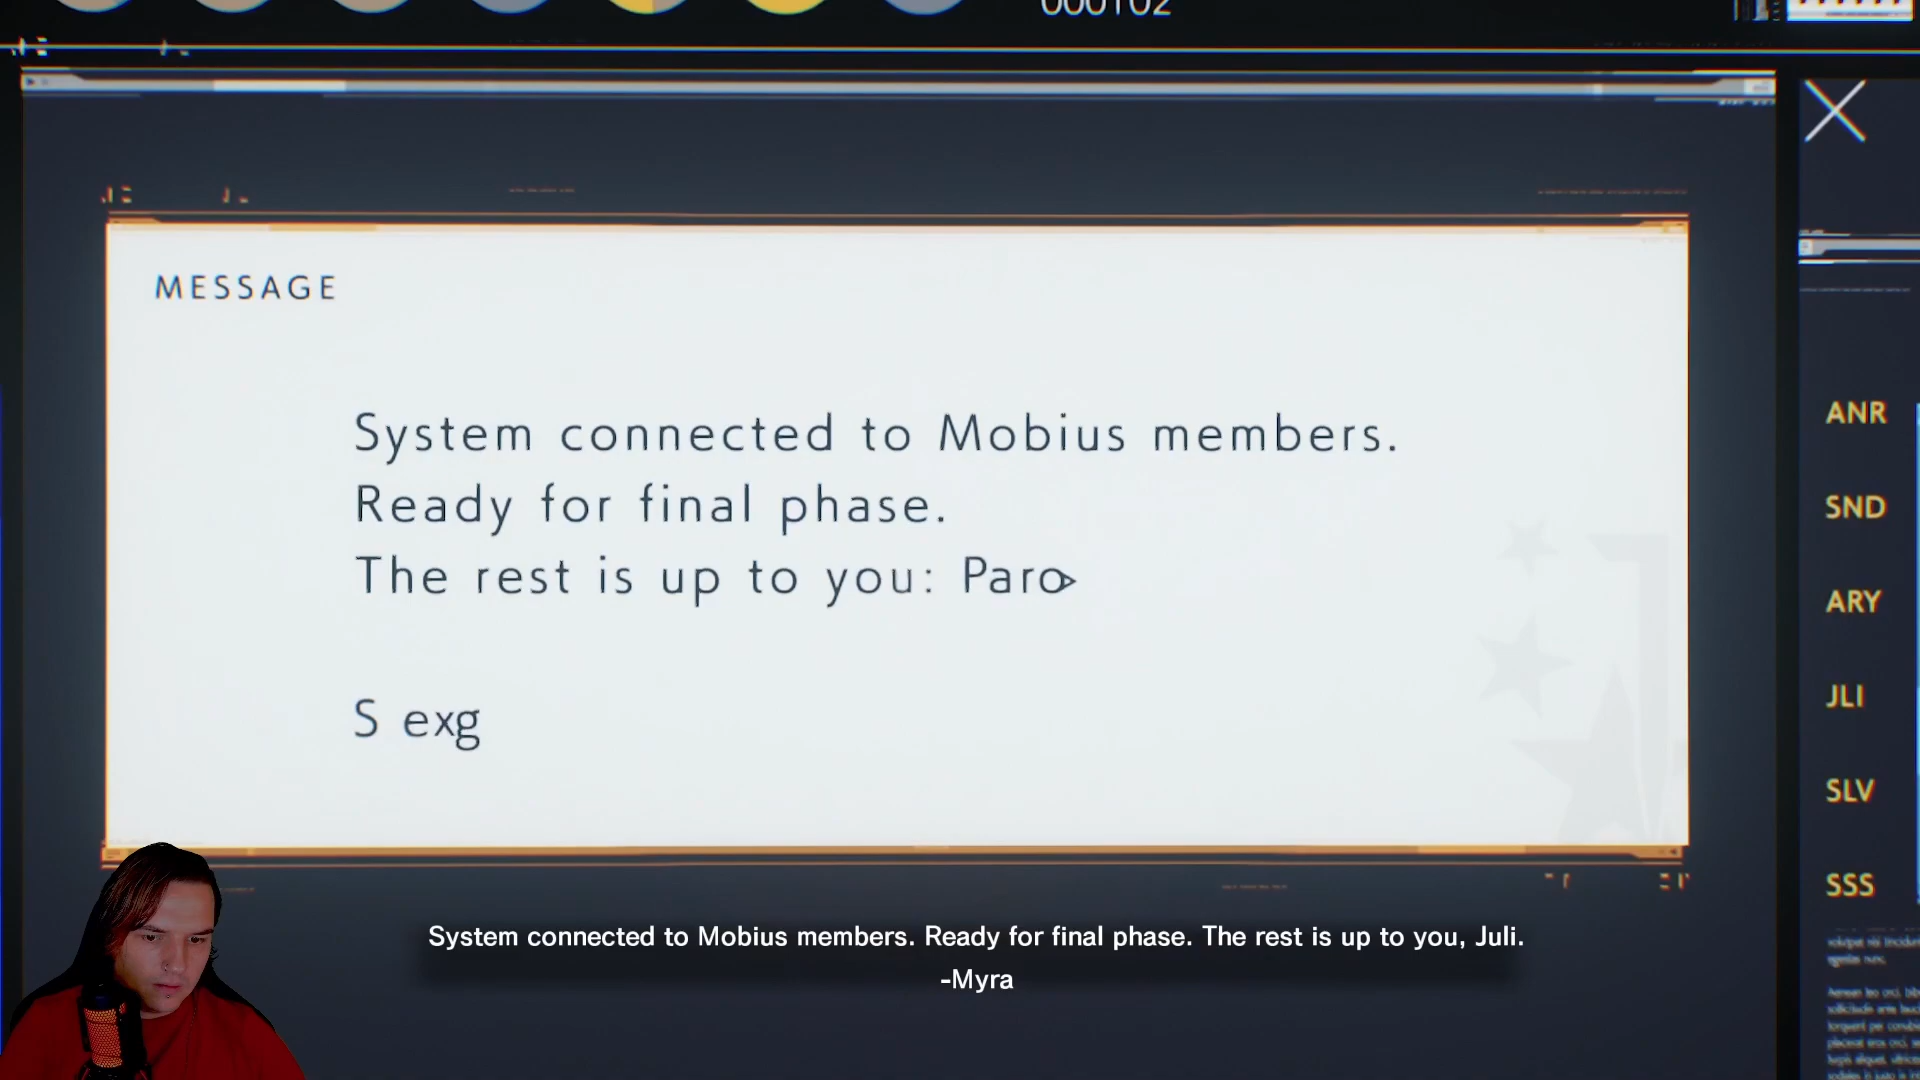 000102
MESSAGE
System connected to Mobius members.
Ready for final phase.
The rest is up to you: Paro
S exg
ANR
SND
ARY
JLI
SLV
SSS
System connected to Mobius members. Ready for final phase. The rest is up to you, Juli.
-Myra